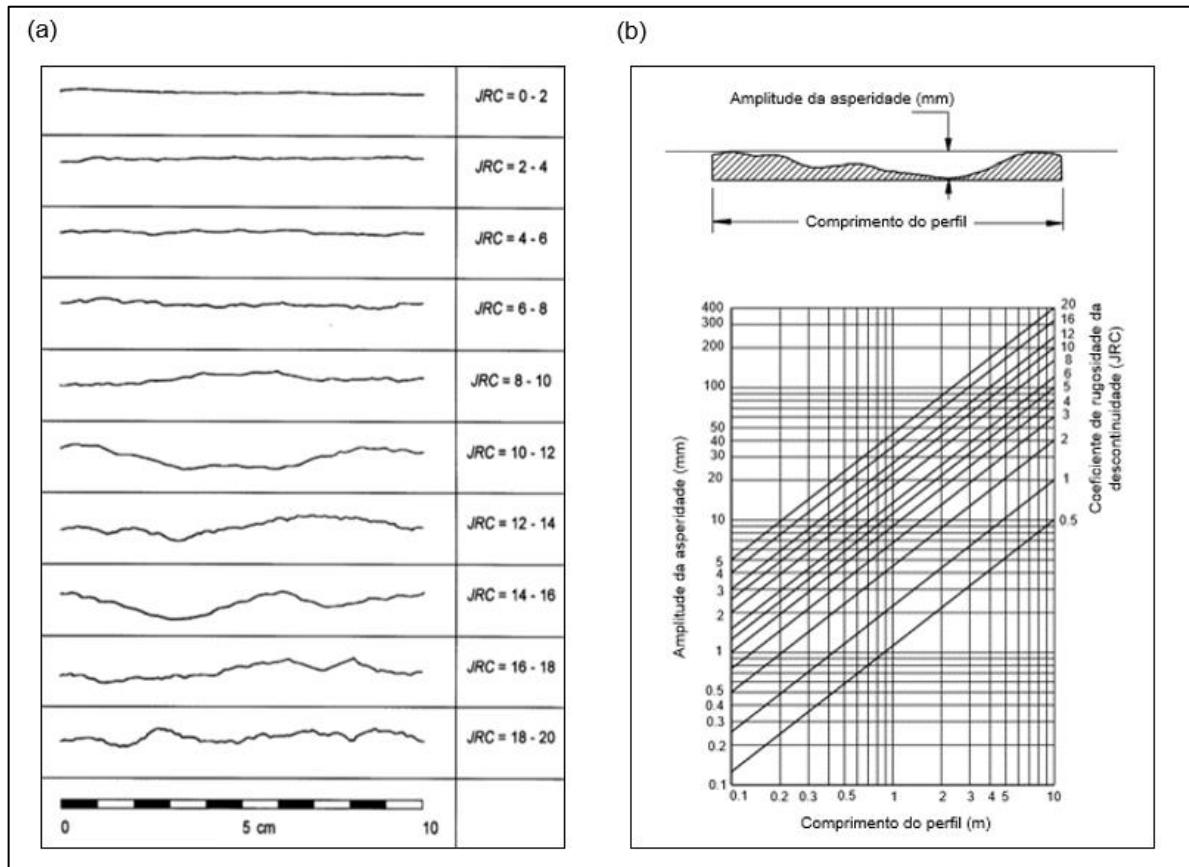 (a)
JRC = 0 - 2
JRC = 2 - 4
JRC = 4 - 6
JRC = 6 - 8
JRC = 8 - 10
JRC = 10 - 12
JRC = 12 - 14
JRC = 14 - 16
JRC = 16 - 18
JRC = 18 - 20
0 5 cm 10
(b)
Amplitude da asperidade (mm)
Comprimento do perfil
Amplitude da asperidade (mm)
400
300
200
100
50
40
30
20
10
5
4
3
2
1
0.5
0.4
0.3
0.2
0.1
20
16
12
10
8
6
5
4
3
2
1
0.5
Coeficiente de rugosidade da
descontinuidade (JRC)
0.1 0.2 0.3 0.5 1 2 3 4 5 10
Comprimento do perfil (m)